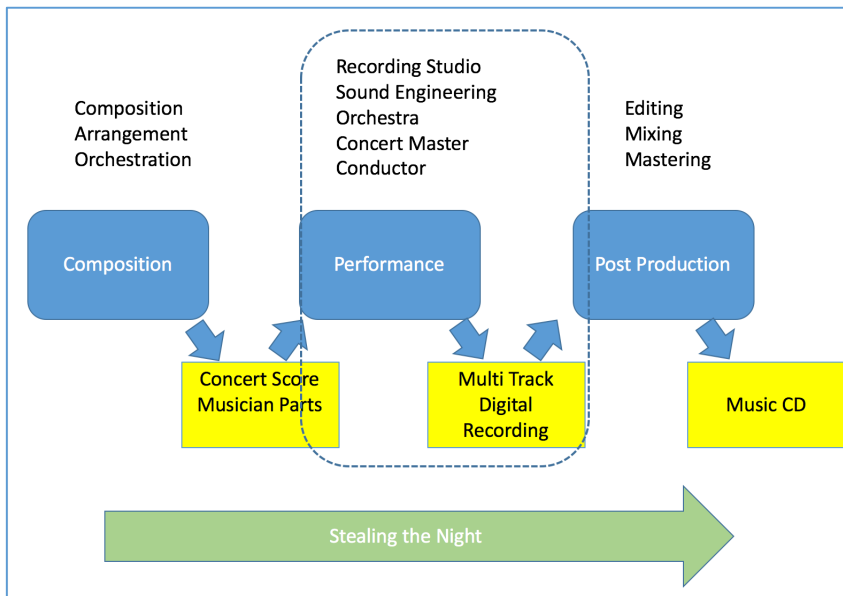 Composition
Arrangement
Orchestration
Recording Studio
Sound Engineering
Orchestra
Concert Master
Conductor
Editing
Mixing
Mastering
Composition
Performance
Post Production
Concert Score
Musician Parts
Multi Track
Digital
Recording
Music CD
Stealing the Night